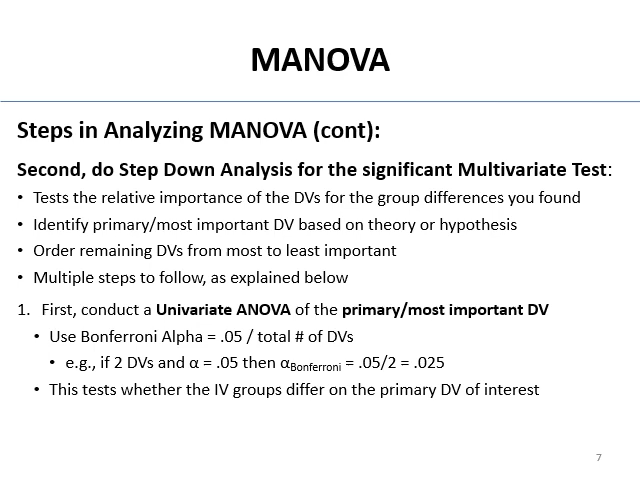 MANOVA
Steps in Analyzing MANOVA (cont):
Second, do Step Down Analysis for the significant Multivariate Test:
• Tests the relative importance of the DVs for the group differences you found
• Identify primary/most important DV based on theory or hypothesis
• Order remaining DVs from most to least important
• Multiple steps to follow, as explained below
1. First, conduct a Univariate ANOVA of the primary/most important DV
• Use Bonferroni Alpha = .05 / total # of DVs
• e.g., if 2 DVs and α = .05 then αBonferroni = .05/2 = .025
• This tests whether the IV groups differ on the primary DV of interest
7